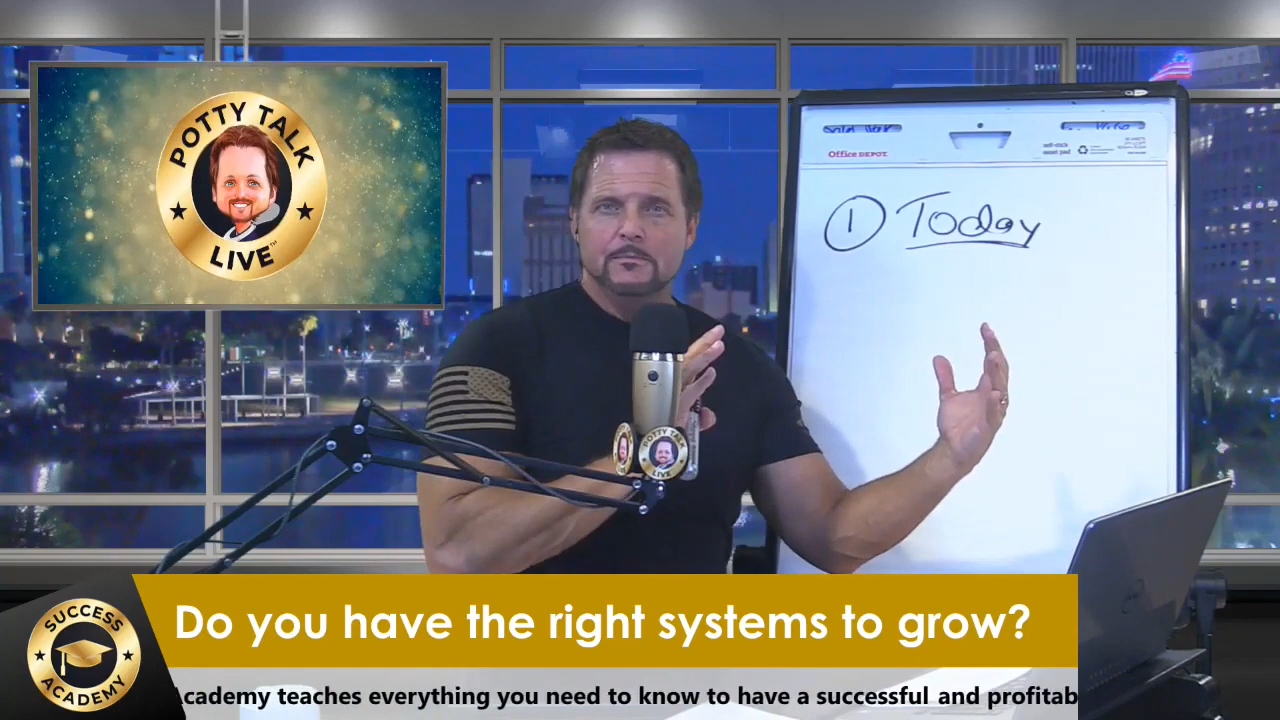 POTTY TALK
LIVE™
Office DEPOT
① Today
POTTY TALK
LIVE
Do you have the right systems to grow?
SUCCESS
ACADEMY
Academy teaches everything you need to know to have a successful and profitab